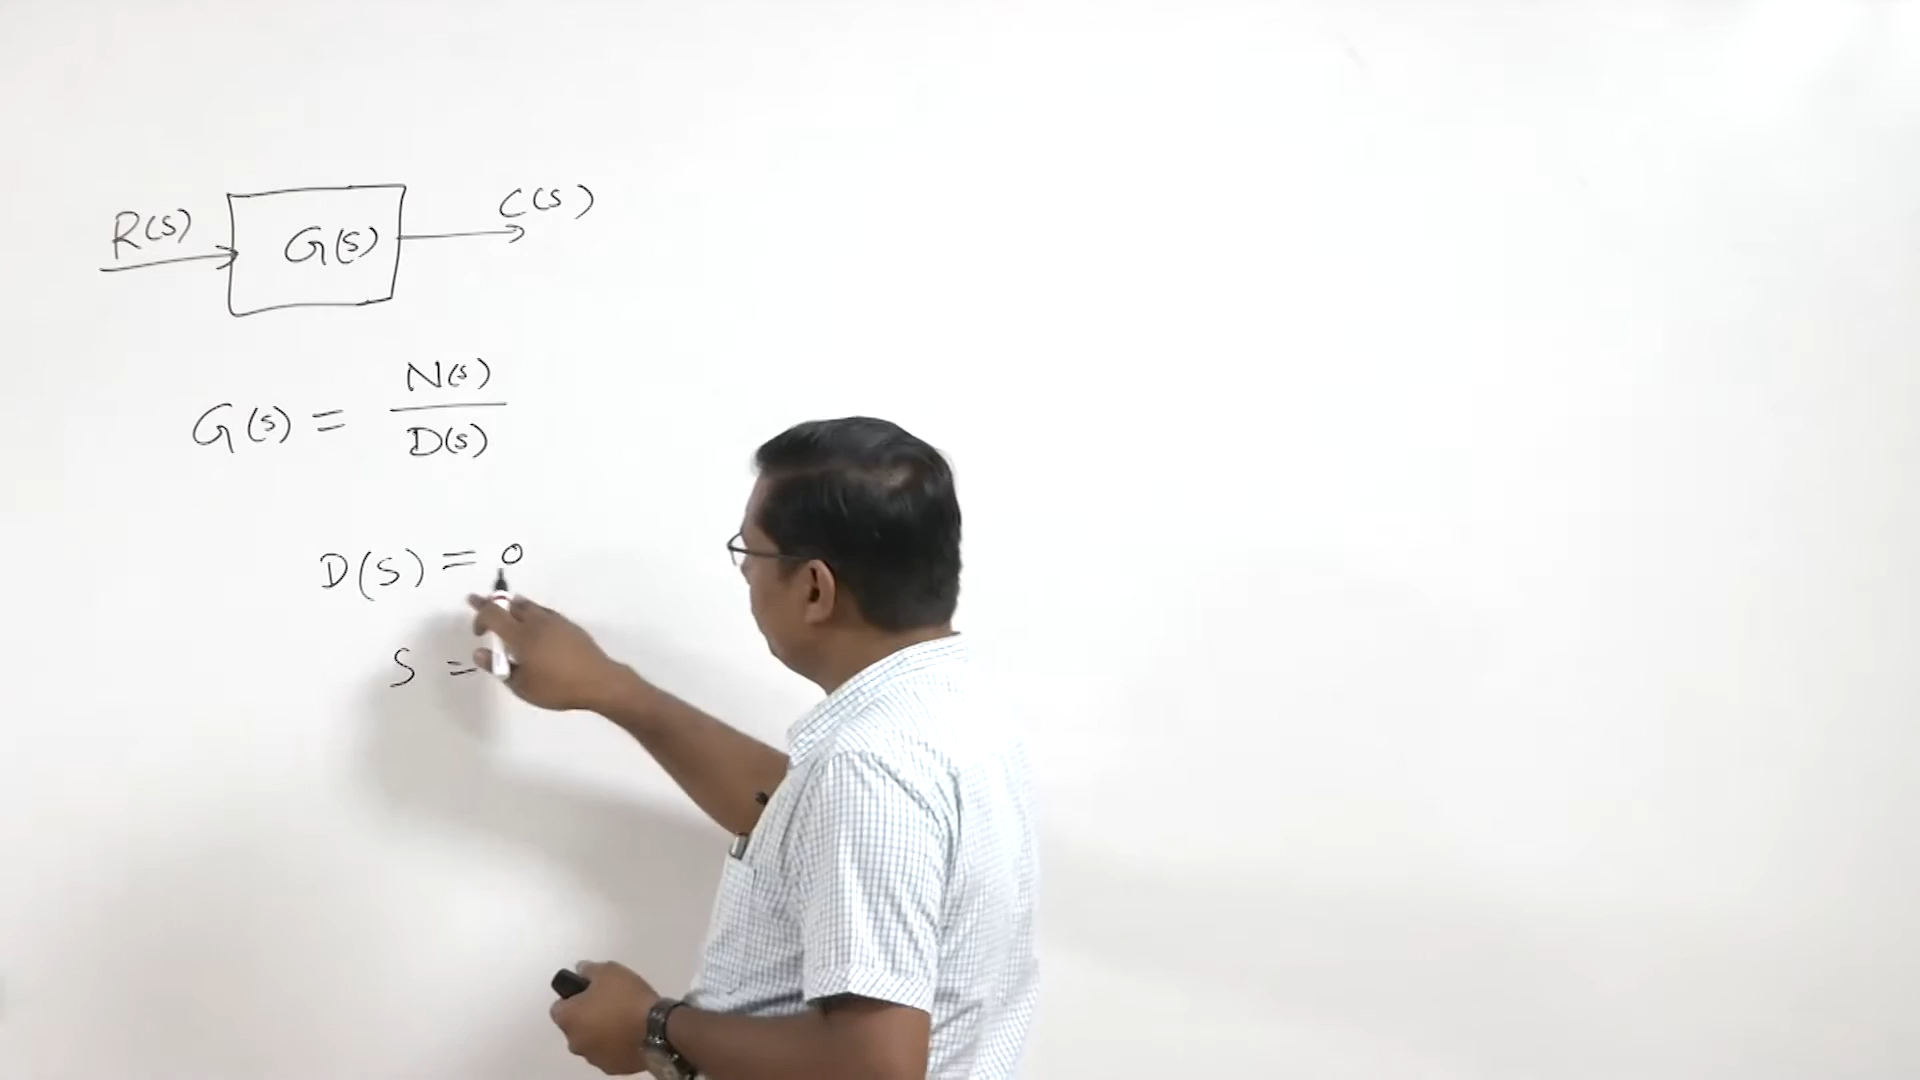 R(s) G(s) C(s)
G(s) = N(s) / D(s)
D(s) = 0
S =